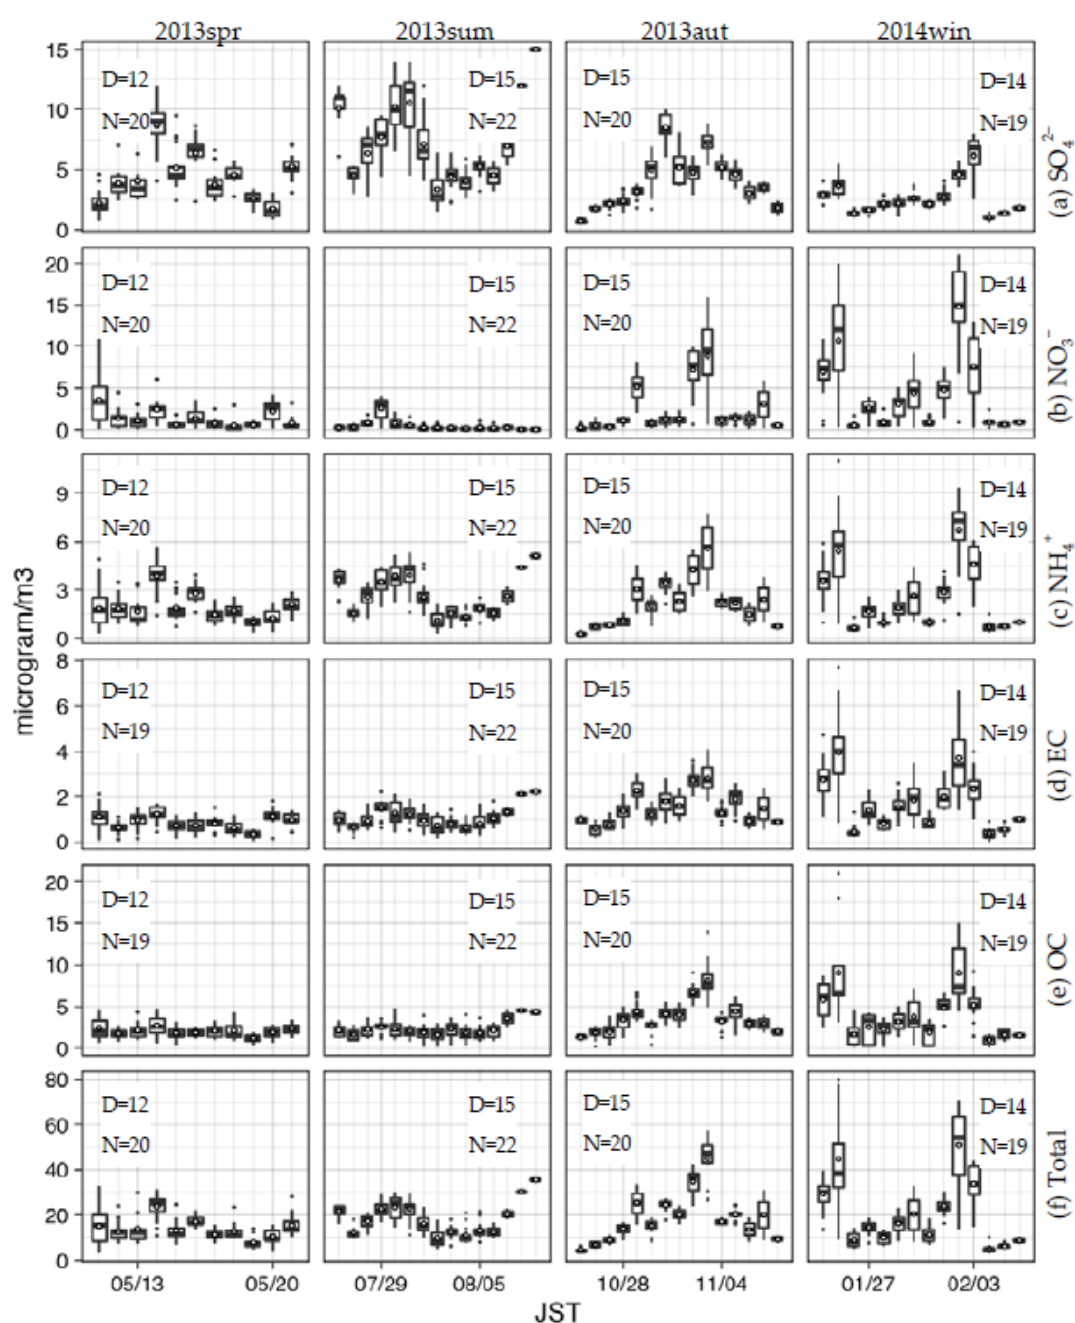 2013spr 2013sum 2013aut 2014win
15
10
5
0
D=12
N=20
D=15
N=22
D=15
N=20
D=14
N=19
(a) SO₄²⁻
20
15
10
5
0
D=12
N=20
D=15
N=22
D=15
N=20
D=14
N=19
(b) NO₃⁻
9
6
3
0
D=12
N=20
D=15
N=22
D=15
N=20
D=14
N=19
(c) NH₄⁺
microgram/m3
8
6
4
2
0
D=12
N=19
D=15
N=22
D=15
N=20
D=14
N=19
(d) EC
20
15
10
5
0
D=12
N=19
D=15
N=22
D=15
N=20
D=14
N=19
(e) OC
80
60
40
20
0
D=12
N=20
D=15
N=22
D=15
N=20
D=14
N=19
(f) Total
05/13 05/20 07/29 08/05 10/28 11/04 01/27 02/03
JST